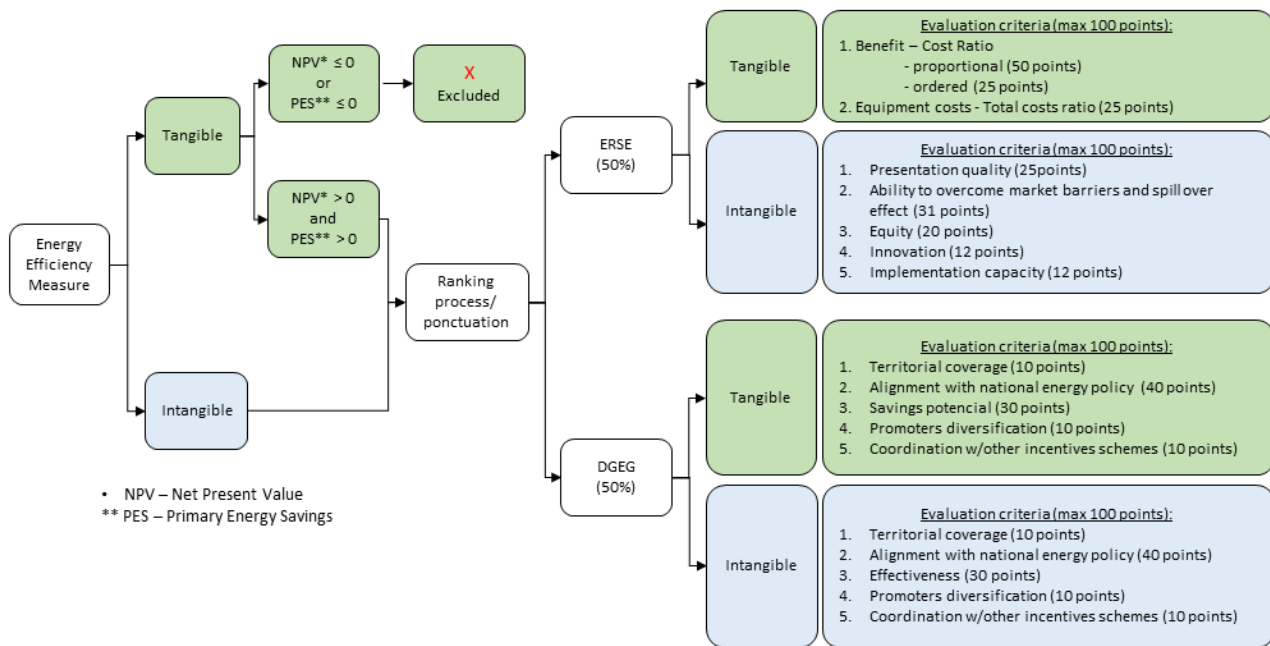 Energy
Efficiency
Measure
Tangible
Intangible
NPV* ≤ 0
or
PES** ≤ 0
X
Excluded
NPV* > 0
and
PES** > 0
Ranking
process/
ponctuation
ERSE
(50%)
Tangible
Evaluation criteria (max 100 points):
1. Benefit – Cost Ratio
- proportional (50 points)
- ordered (25 points)
2. Equipment costs - Total costs ratio (25 points)
Intangible
Evaluation criteria (max 100 points):
1. Presentation quality (25points)
2. Ability to overcome market barriers and spill over
effect (31 points)
3. Equity (20 points)
4. Innovation (12 points)
5. Implementation capacity (12 points)
DGEG
(50%)
Tangible
Evaluation criteria (max 100 points):
1. Territorial coverage (10 points)
2. Alignment with national energy policy (40 points)
3. Savings potencial (30 points)
4. Promoters diversification (10 points)
5. Coordination w/other incentives schemes (10 points)
Intangible
Evaluation criteria (max 100 points):
1. Territorial coverage (10 points)
2. Alignment with national energy policy (40 points)
3. Effectiveness (30 points)
4. Promoters diversification (10 points)
5. Coordination w/other incentives schemes (10 points)
• NPV – Net Present Value
** PES – Primary Energy Savings